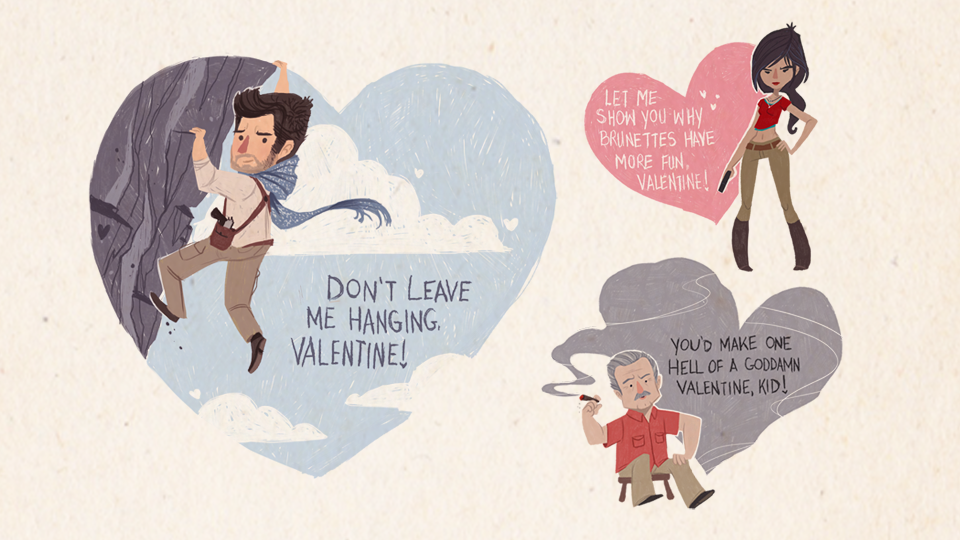 DON'T LEAVE
ME HANGING,
VALENTINE!
LET ME
SHOW YOU WHY
BRUNETTES HAVE
MORE FUN,
VALENTINE!
YOU'D MAKE ONE
HELL OF A GODDAMN
VALENTINE, KID!